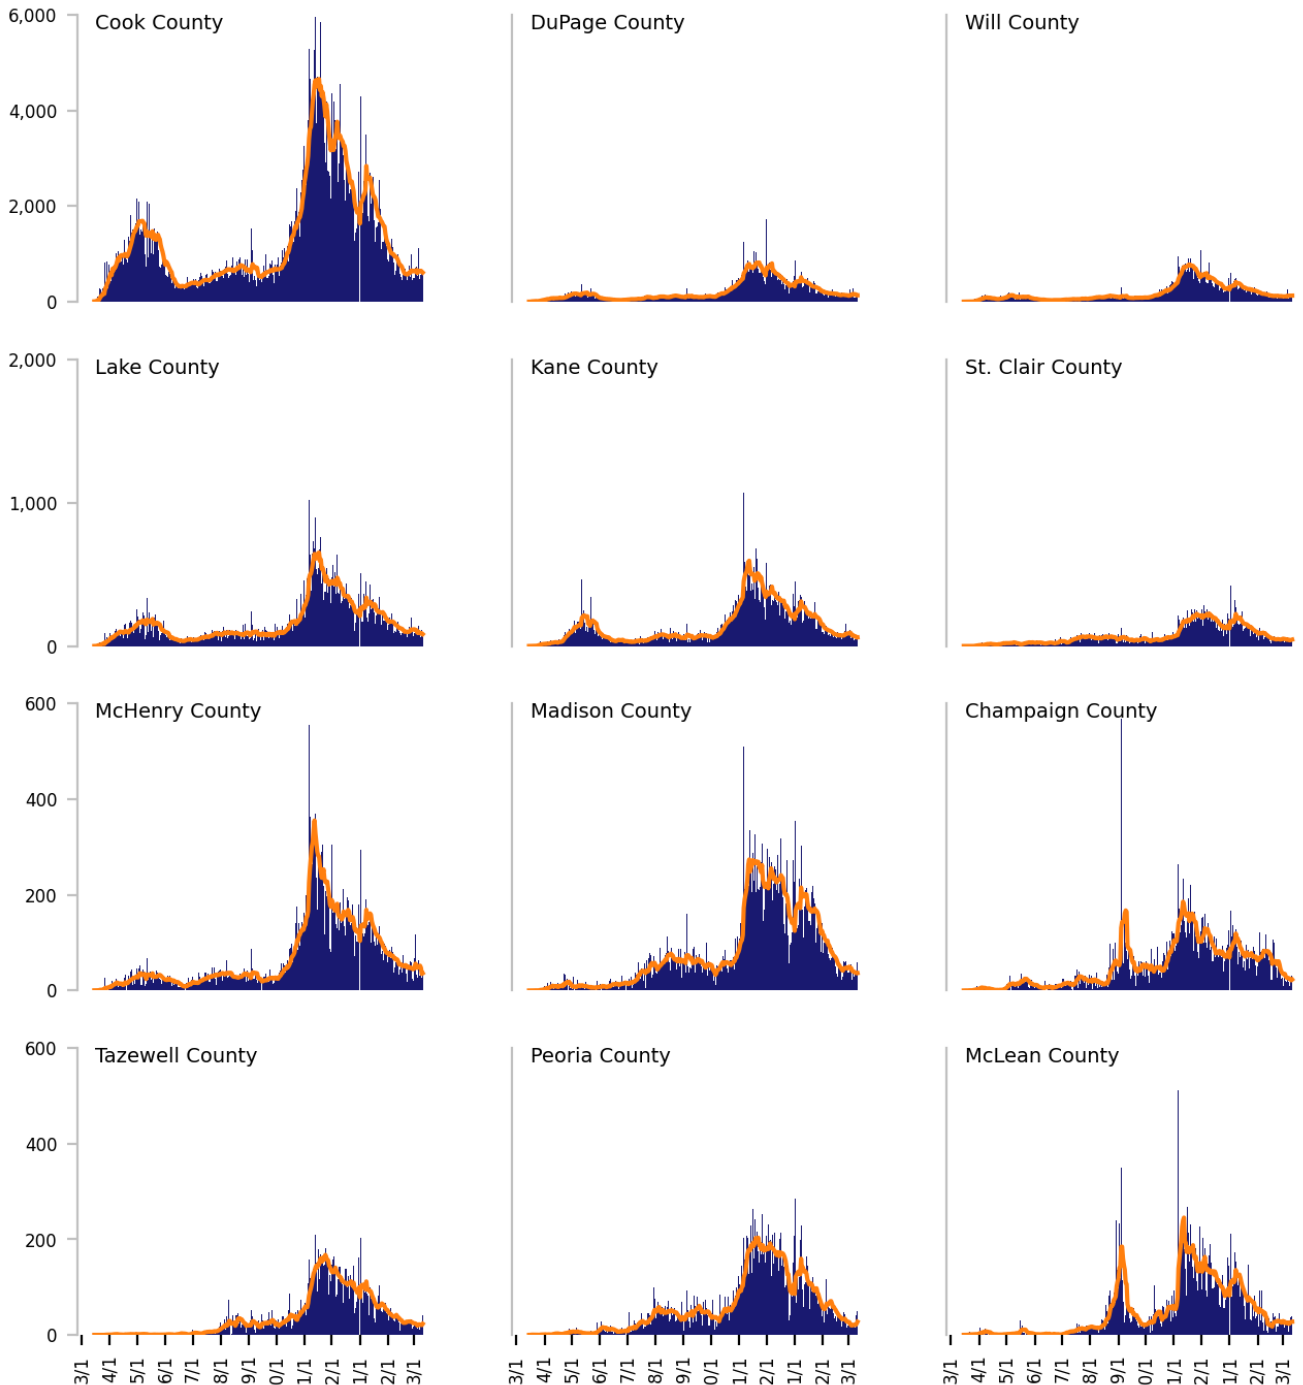 6,000 Cook County DuPage County Will County
4,000
2,000
0
2,000 Lake County Kane County St. Clair County
1,000
0
600 McHenry County Madison County Champaign County
400
200
0
600 Tazewell County Peoria County McLean County
400
200
0
3/1 4/1 5/1 6/1 7/1 8/1 9/1 0/1 1/1 2/1 1/1 2/1 3/1 3/1 4/1 5/1 6/1 7/1 8/1 9/1 0/1 1/1 2/1 1/1 2/1 3/1 3/1 4/1 5/1 6/1 7/1 8/1 9/1 0/1 1/1 2/1 1/1 2/1 3/1